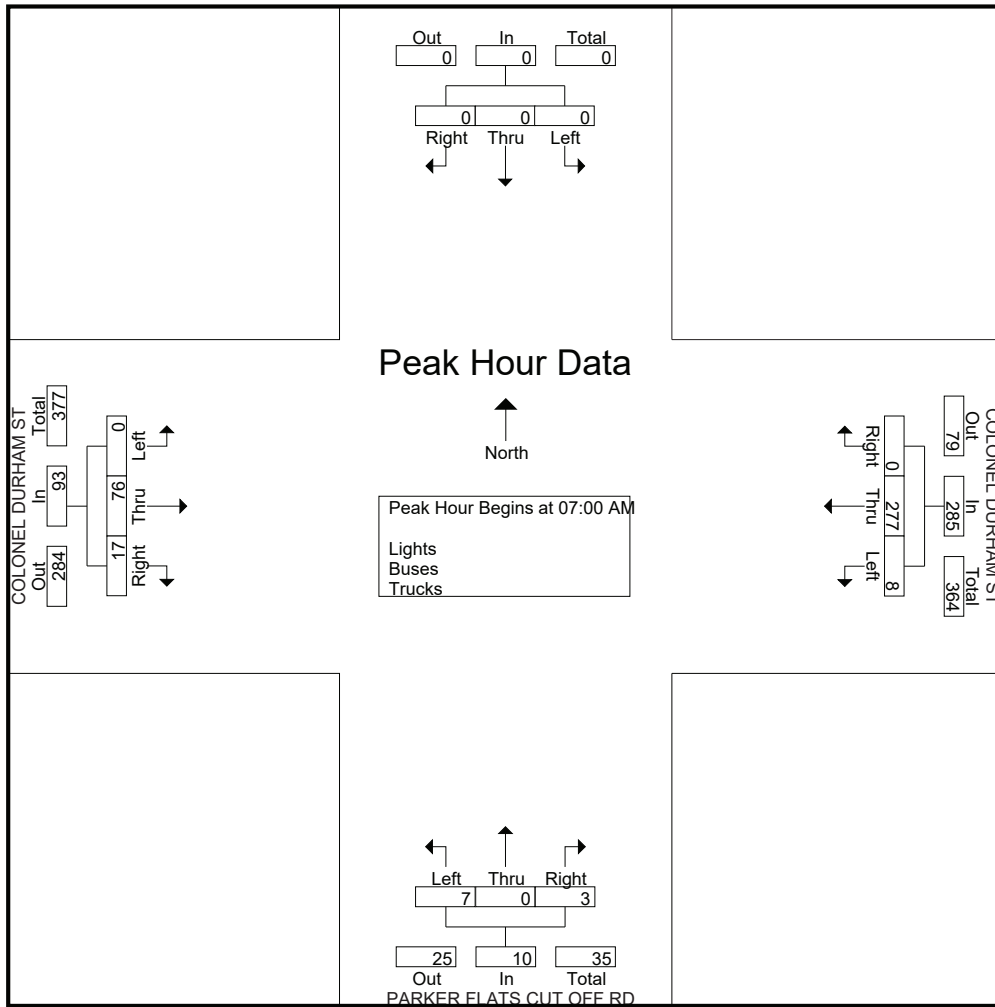 Out In Total
0 0 0
0 0 0
Right Thru Left
Peak Hour Data
North
Peak Hour Begins at 07:00 AM
Lights
Buses
Trucks
COLONEL DURHAM ST
Out In Total
284 93 377
17 76 0
Right Thru Left
COLONEL DURHAM ST
Out In Total
79 285 364
0 277 8
Right Thru Left
Left Thru Right
7 0 3
25 10 35
Out In Total
PARKER FLATS CUT OFF RD